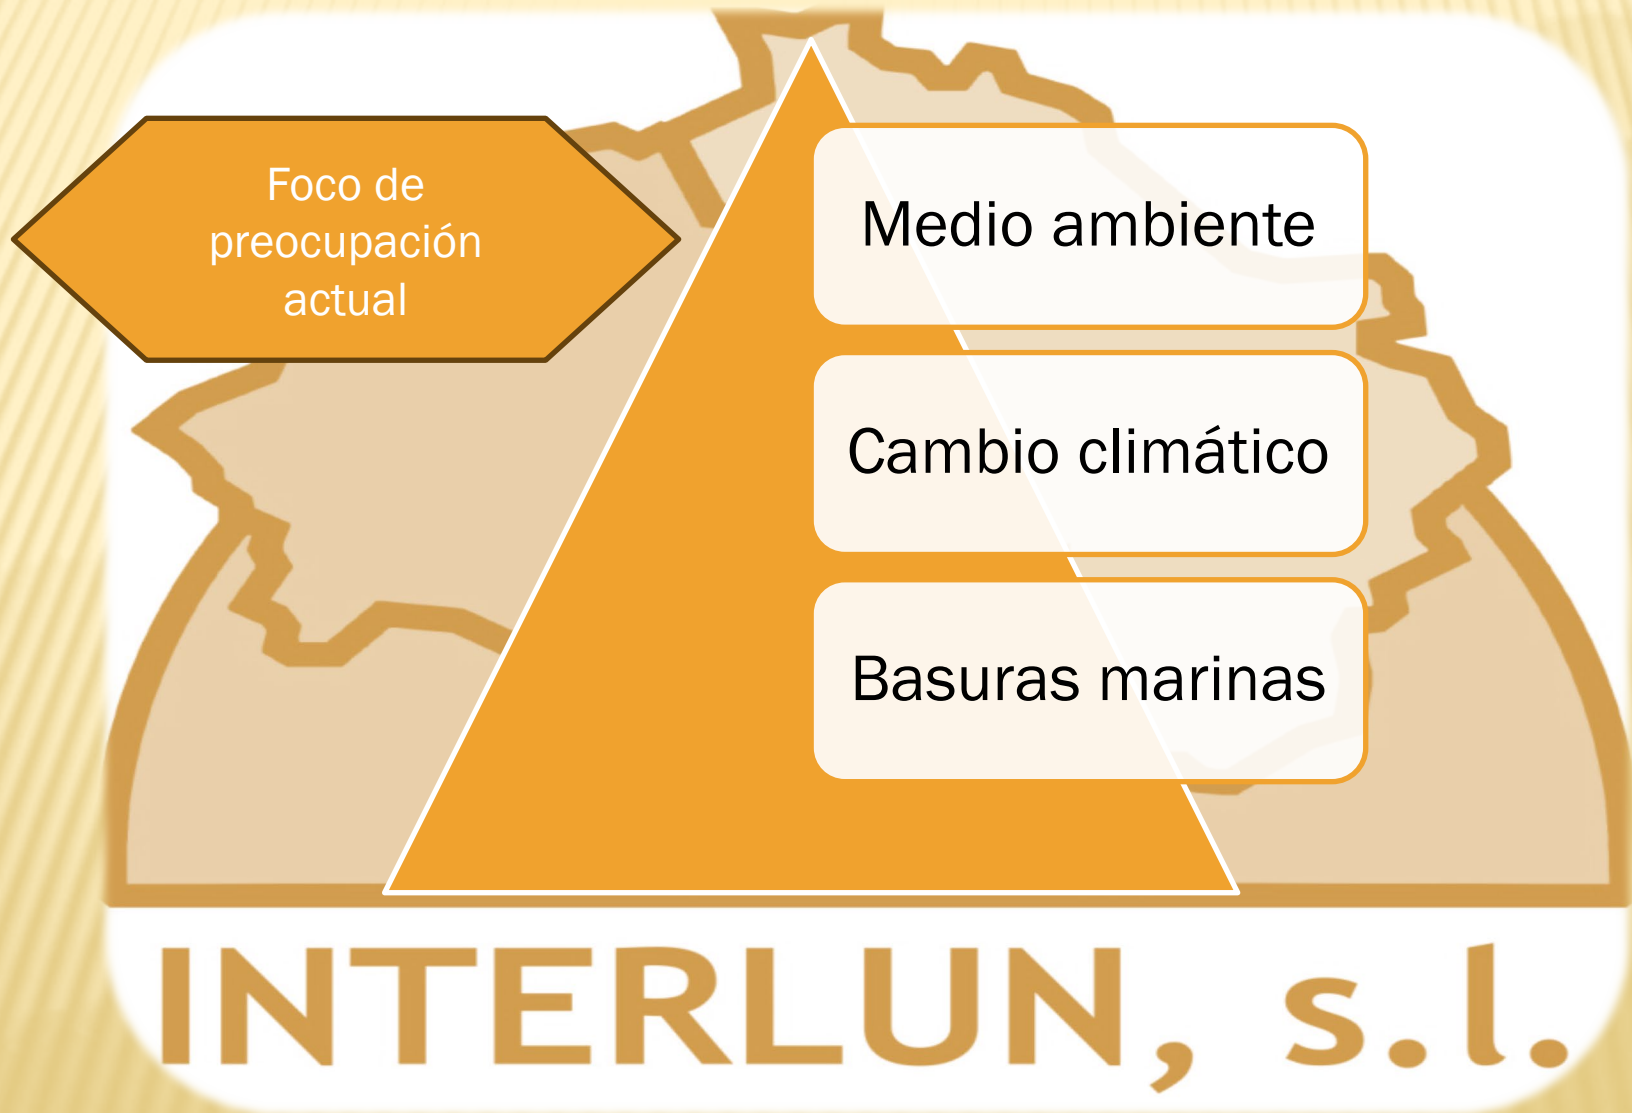 Foco de
preocupación
actual
Medio ambiente
Cambio climático
Basuras marinas
INTERLUN, s.l.